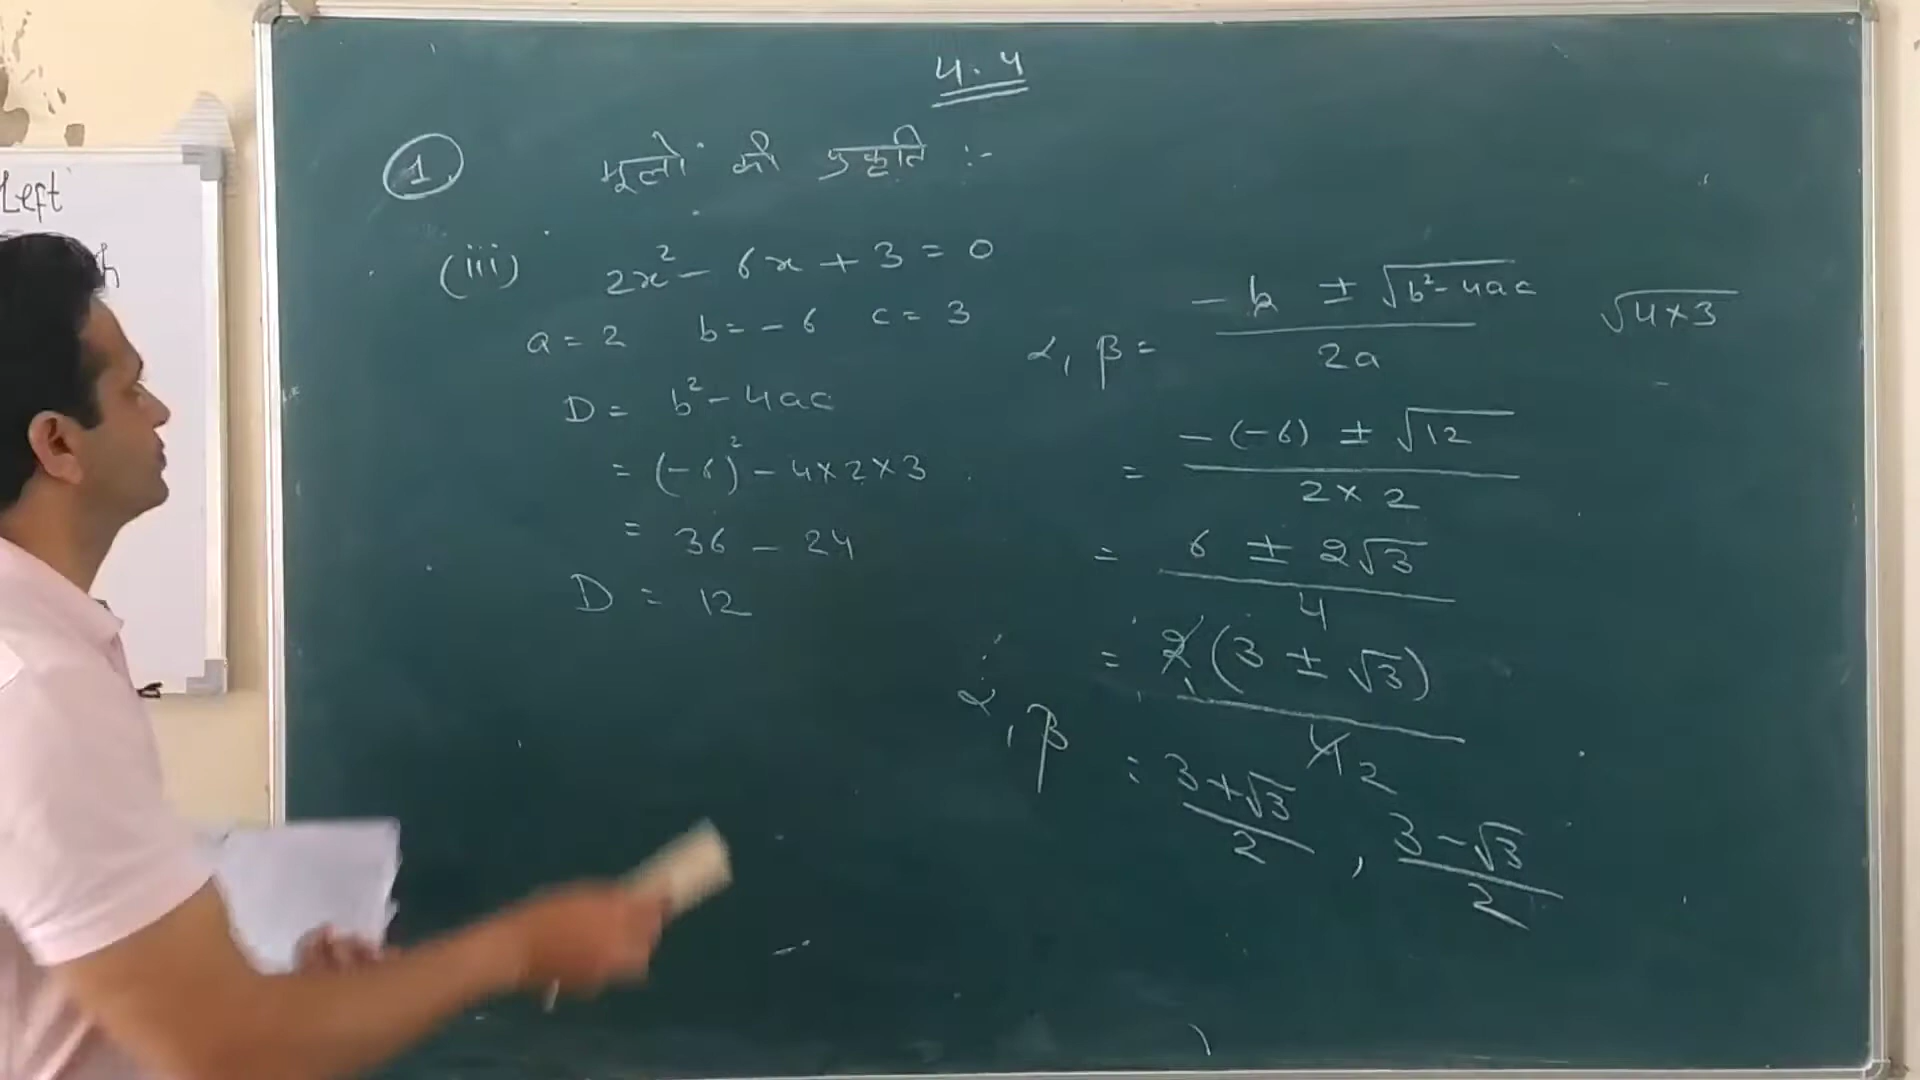 Left
4.4
1 मूलो की प्रकृति :-
(iii) 2x² - 6x + 3 = 0
a = 2 b = - 6 c = 3
D = b² - 4ac
= (-6)² - 4×2×3
= 36 - 24
D = 12
α, β = (- b ± √(b² - 4ac)) / 2a
√(4×3)
= (- (-6) ± √12) / (2 × 2)
= (6 ± 2√3) / 4
= 2(3 ± √3) / 4 2
α, β = (3+√3) / 2 , (3-√3) / 2